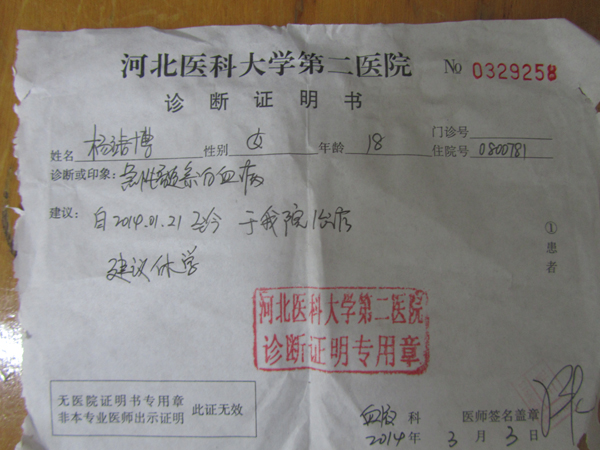 河北医科大学第二医院 No 0329258
诊断证明书
姓名 杨 博 性别 女 年龄 18 门诊号
住院号 0800781
诊断或印象：急性髓系白血病
建议：自2014.01.21至今 于我院治疗
建议休学
①患者
河北医科大学第二医院
诊断证明专用章
无医院证明书专用章
非本专业医师出示证明 此证无效
血液 科 医师签名盖章
2014 年 3 月 3 日